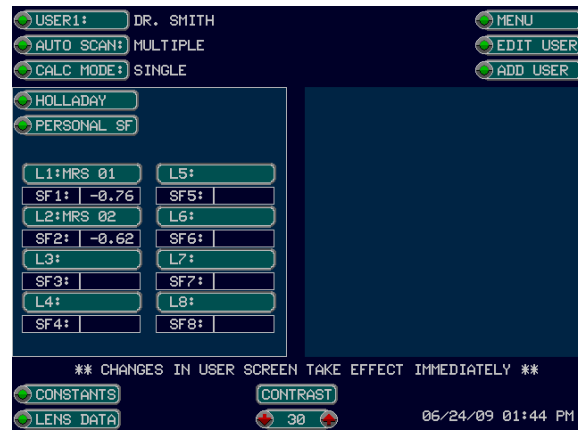 USER1: DR. SMITH MENU
AUTO SCAN: MULTIPLE EDIT USER
CALC MODE: SINGLE ADD USER
HOLLADAY
PERSONAL SF
L1:MRS 01 L5:
SF1: -0.76 SF5:
L2:MRS 02 L6:
SF2: -0.62 SF6:
L3: L7:
SF3: SF7:
L4: L8:
SF4: SF8:
** CHANGES IN USER SCREEN TAKE EFFECT IMMEDIATELY **
CONSTANTS CONTRAST
LENS DATA 30 06/24/09 01:44 PM